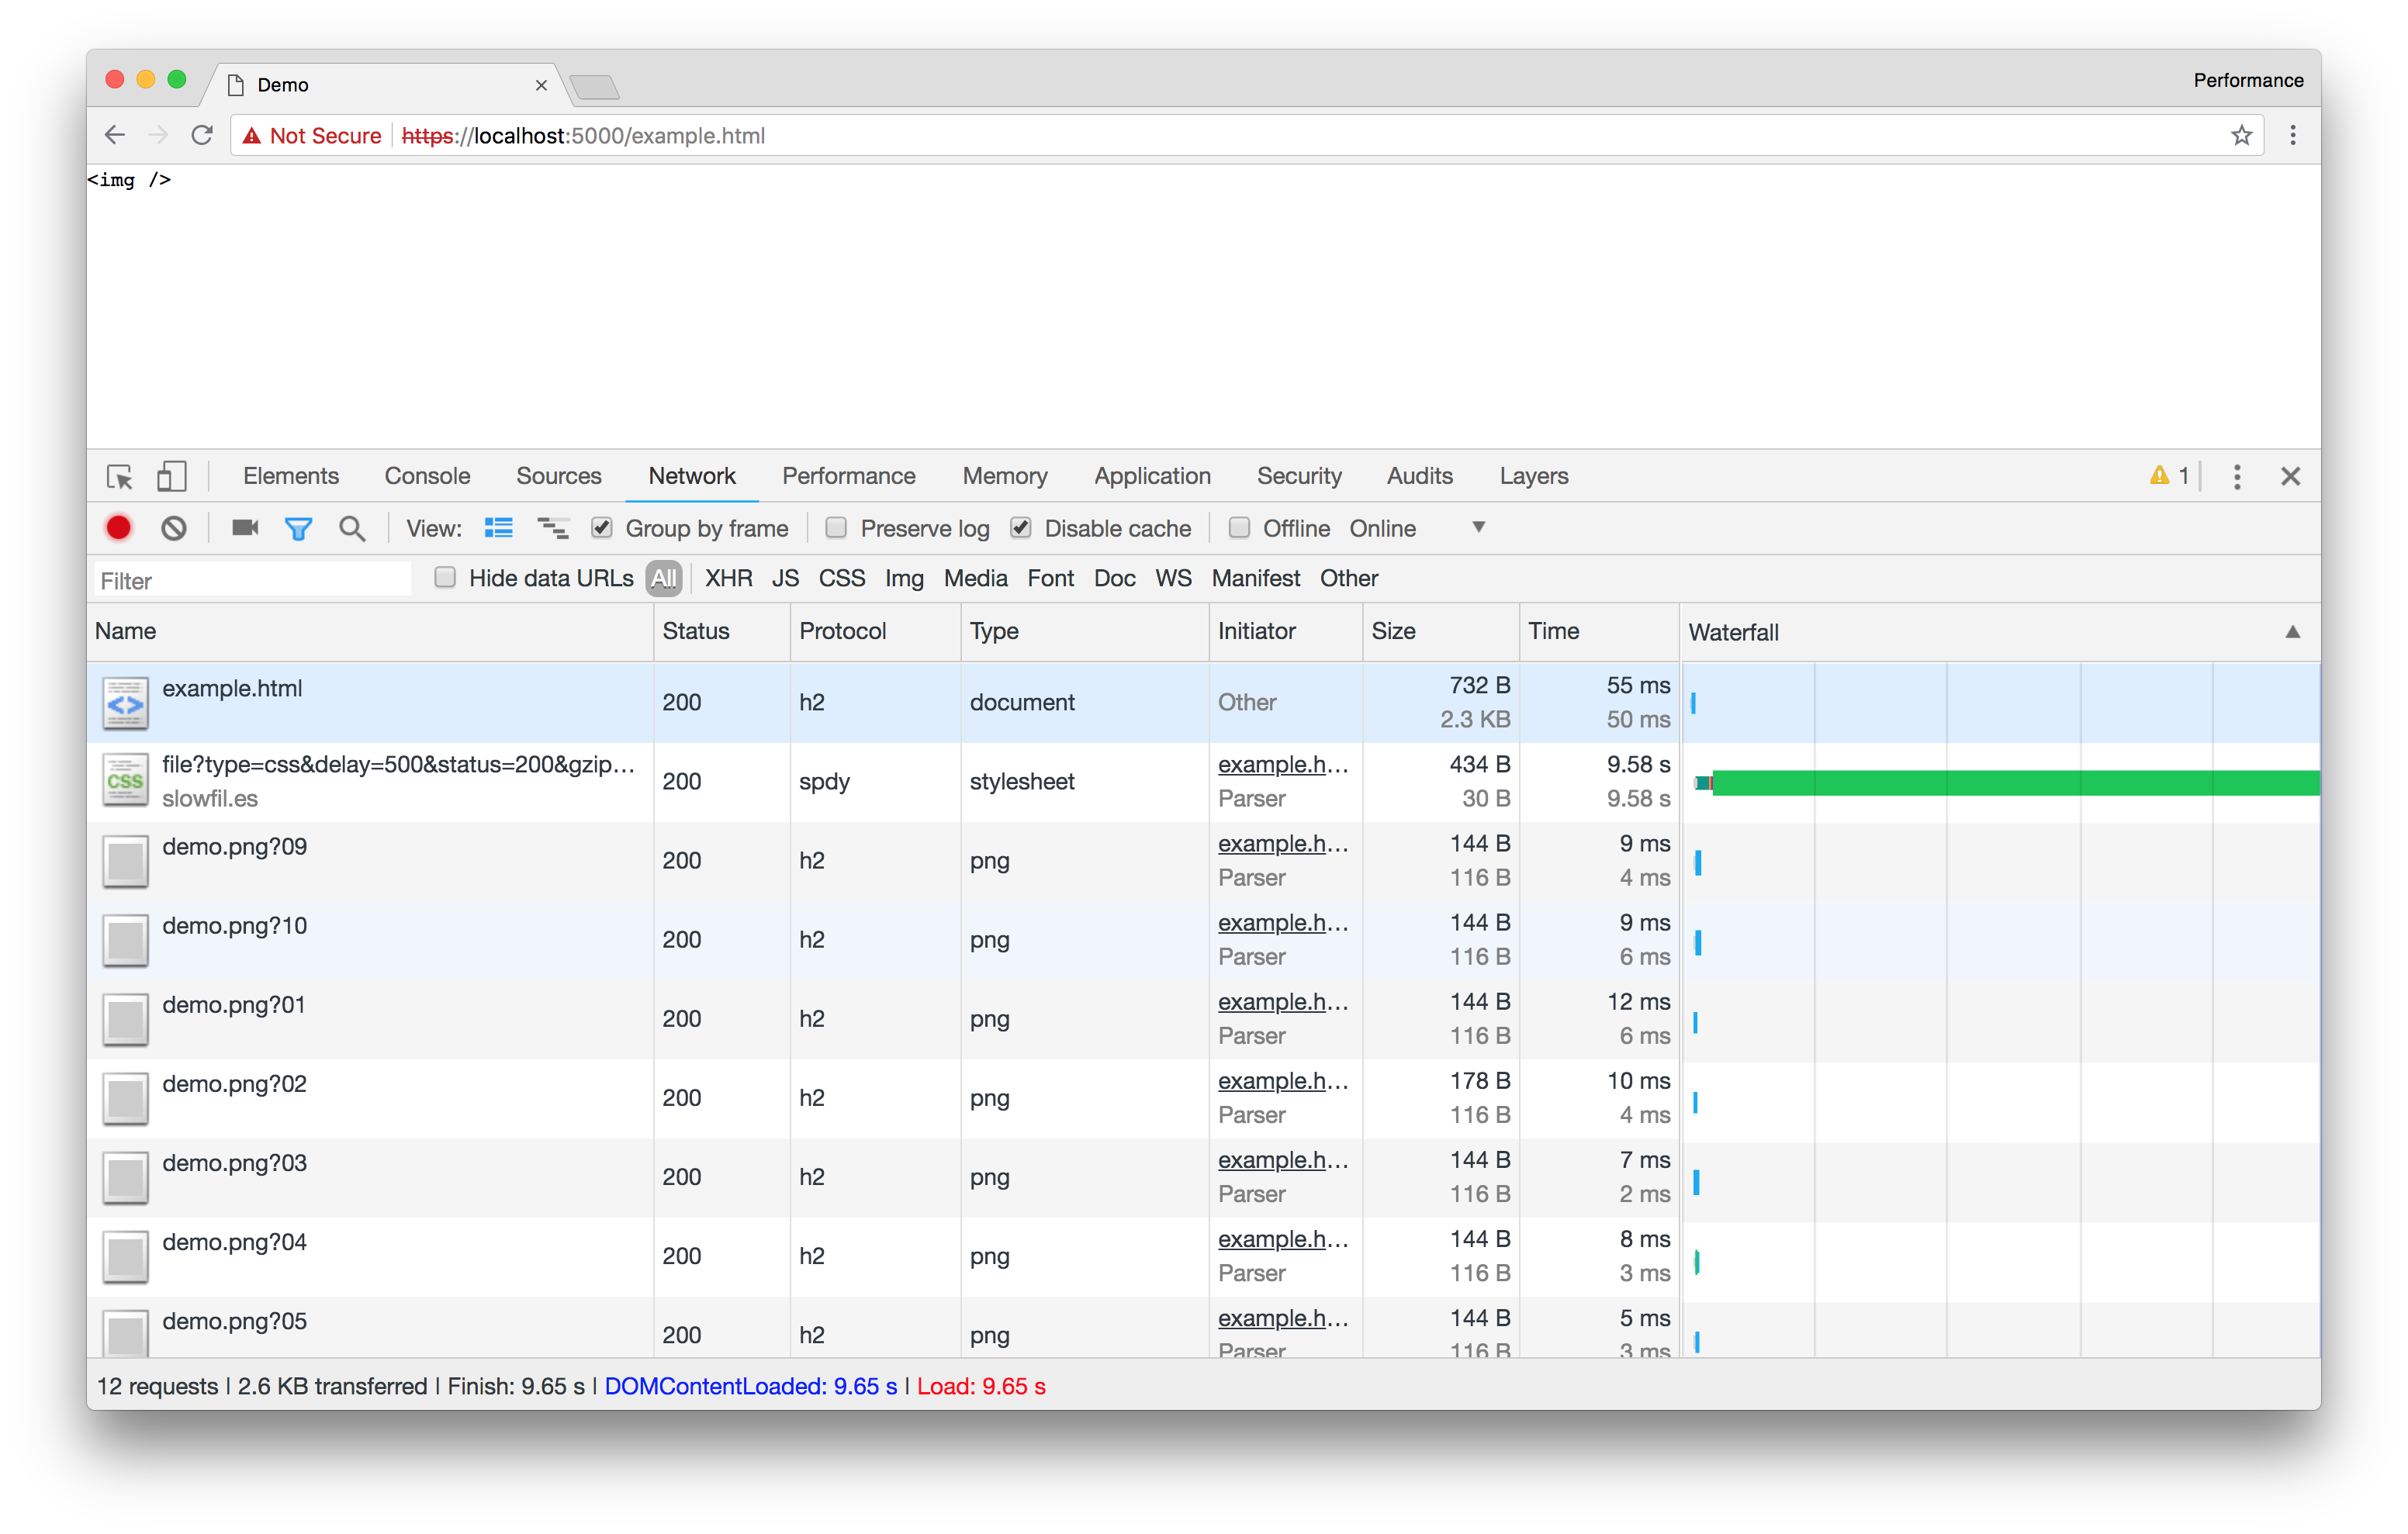 Demo
Performance
Not Secure https://localhost:5000/example.html
<img />
Elements Console Sources Network Performance Memory Application Security Audits Layers 1
View: Group by frame Preserve log Disable cache Offline Online
Filter Hide data URLs All XHR JS CSS Img Media Font Doc WS Manifest Other
Name Status Protocol Type Initiator Size Time Waterfall
example.html 200 h2 document Other 732 B 55 ms
2.3 KB 50 ms
file?type=css&delay=500&status=200&gzip… 200 spdy stylesheet example.h… 434 B 9.58 s
slowfil.es Parser 30 B 9.58 s
demo.png?09 200 h2 png example.h… 144 B 9 ms
Parser 116 B 4 ms
demo.png?10 200 h2 png example.h… 144 B 9 ms
Parser 116 B 6 ms
demo.png?01 200 h2 png example.h… 144 B 12 ms
Parser 116 B 6 ms
demo.png?02 200 h2 png example.h… 178 B 10 ms
Parser 116 B 4 ms
demo.png?03 200 h2 png example.h… 144 B 7 ms
Parser 116 B 2 ms
demo.png?04 200 h2 png example.h… 144 B 8 ms
Parser 116 B 3 ms
demo.png?05 200 h2 png example.h… 144 B 5 ms
Parser 116 B 3 ms
12 requests | 2.6 KB transferred | Finish: 9.65 s | DOMContentLoaded: 9.65 s | Load: 9.65 s